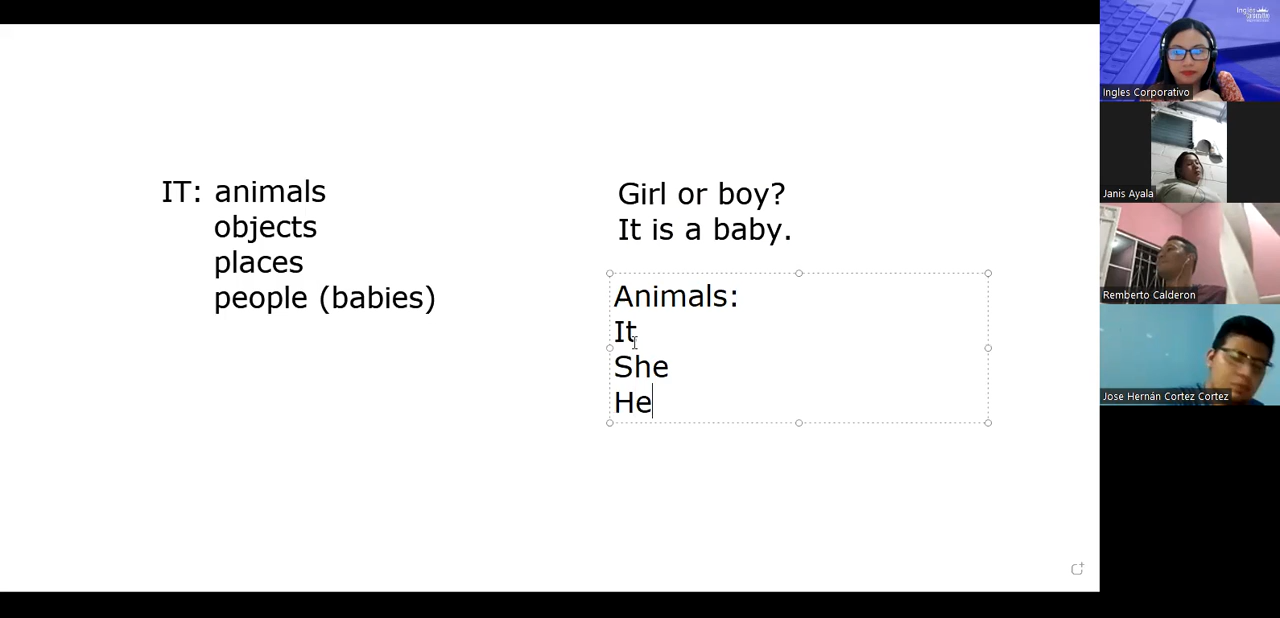 IT: animals
objects
places
people (babies)
Girl or boy?
It is a baby.
Animals:
It
She
He
Ingles Corporativo
Janis Ayala
Remberto Calderon
Jose Hernán Cortez Cortez